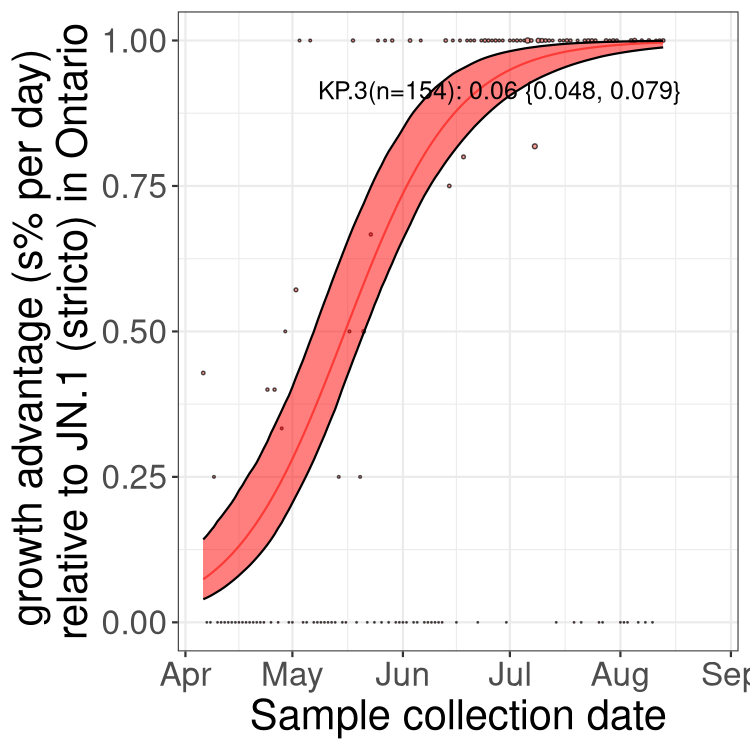 growth advantage (s% per day)
relative to JN.1 (stricto) in Ontario
1.00
0.75
0.50
0.25
0.00
KP.3(n=154): 0.06 {0.048, 0.079}
Apr May Jun Jul Aug Sep
Sample collection date